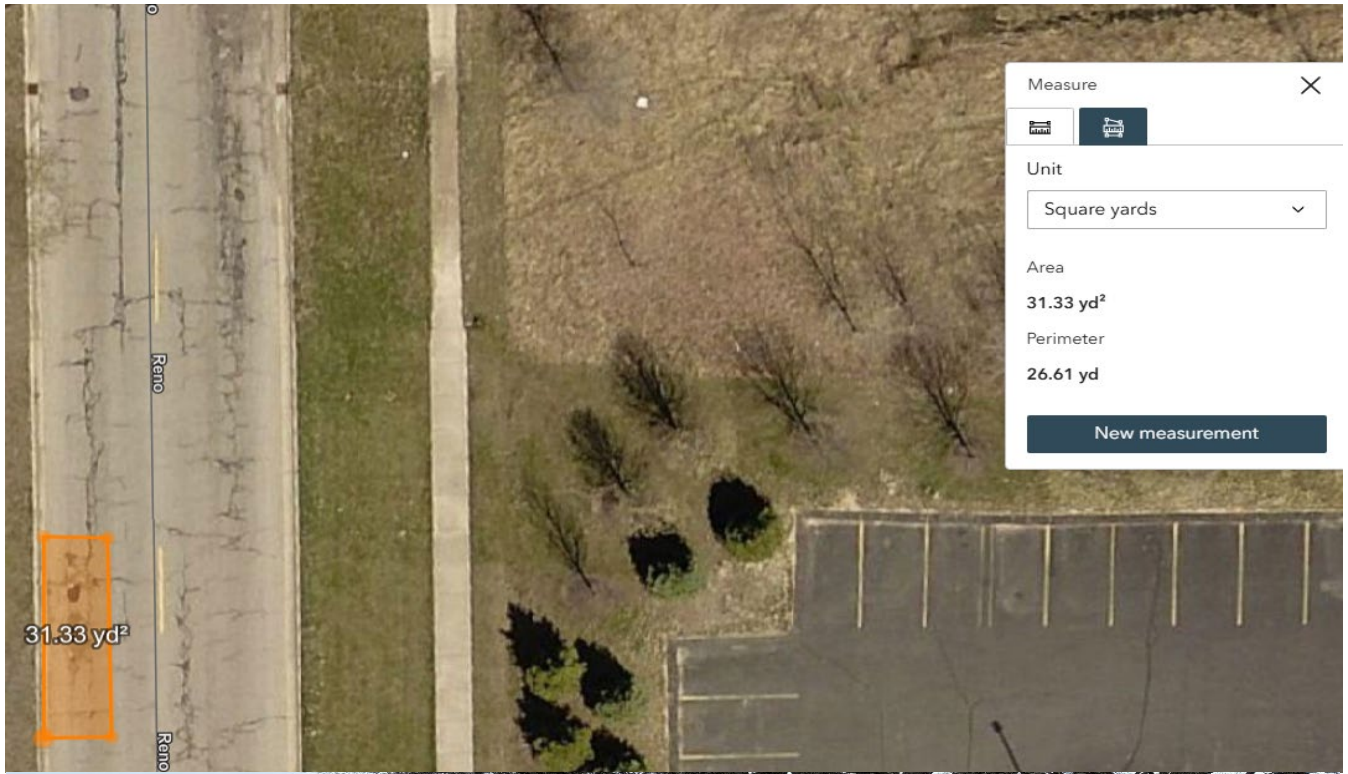 o
Reno
31.33 yd²
Reno
Measure
Unit
Square yards
Area
31.33 yd²
Perimeter
26.61 yd
New measurement